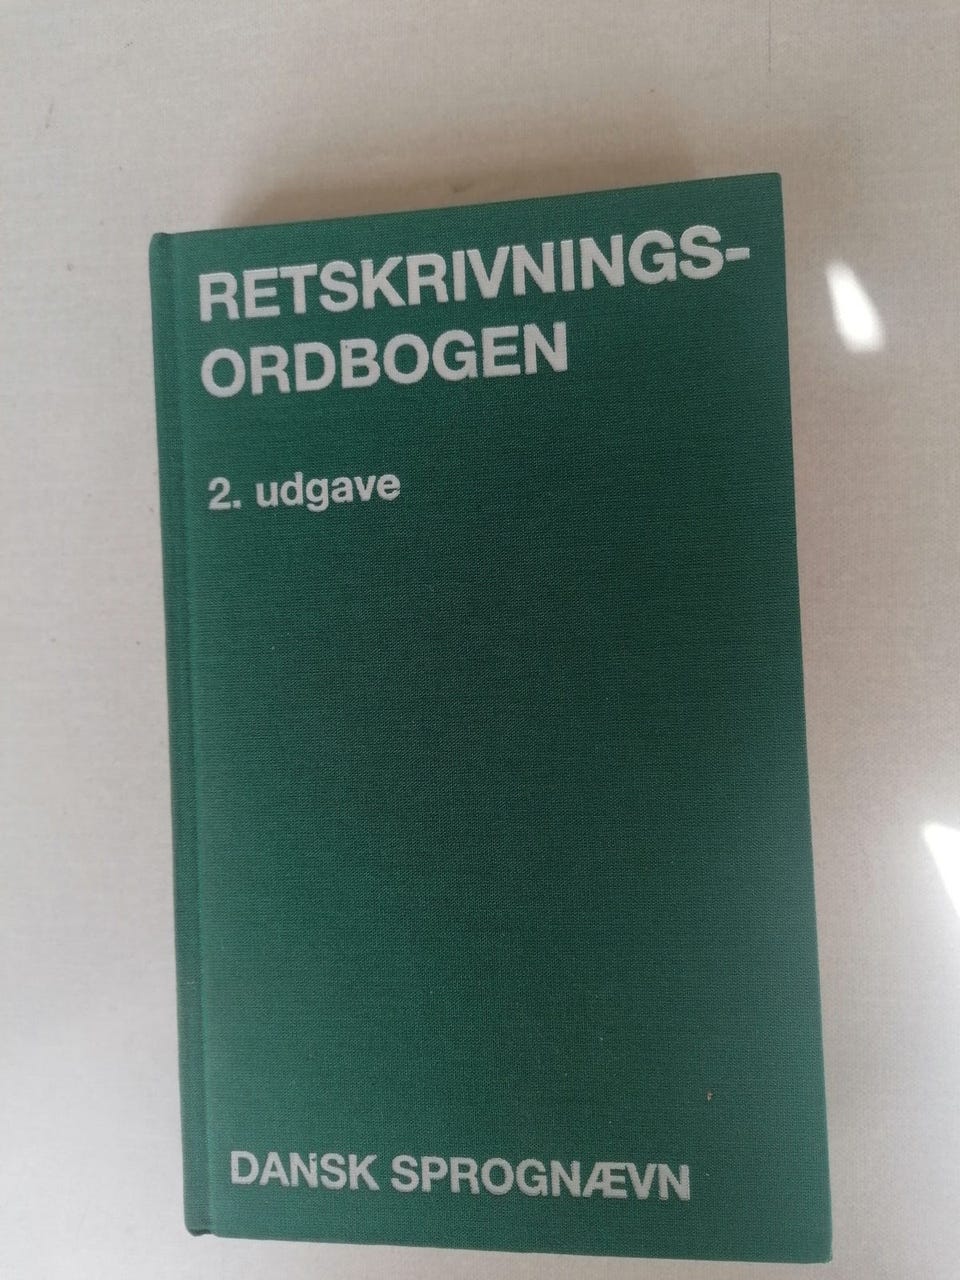 RETSKRIVNINGS-
ORDBOGEN
2. udgave
DANSK SPROGNÆVN